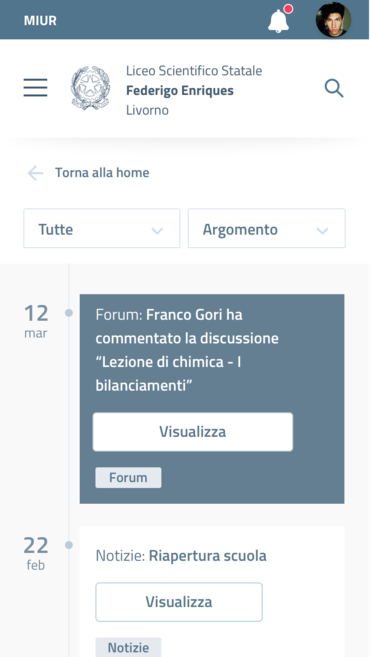 MIUR
Liceo Scientifico Statale
Federigo Enriques
Livorno
Torna alla home
Tutte
Argomento
12
mar
Forum: Franco Gori ha
commentato la discussione
“Lezione di chimica - I
bilanciamenti”
Visualizza
Forum
22
feb
Notizie: Riapertura scuola
Visualizza
Notizie